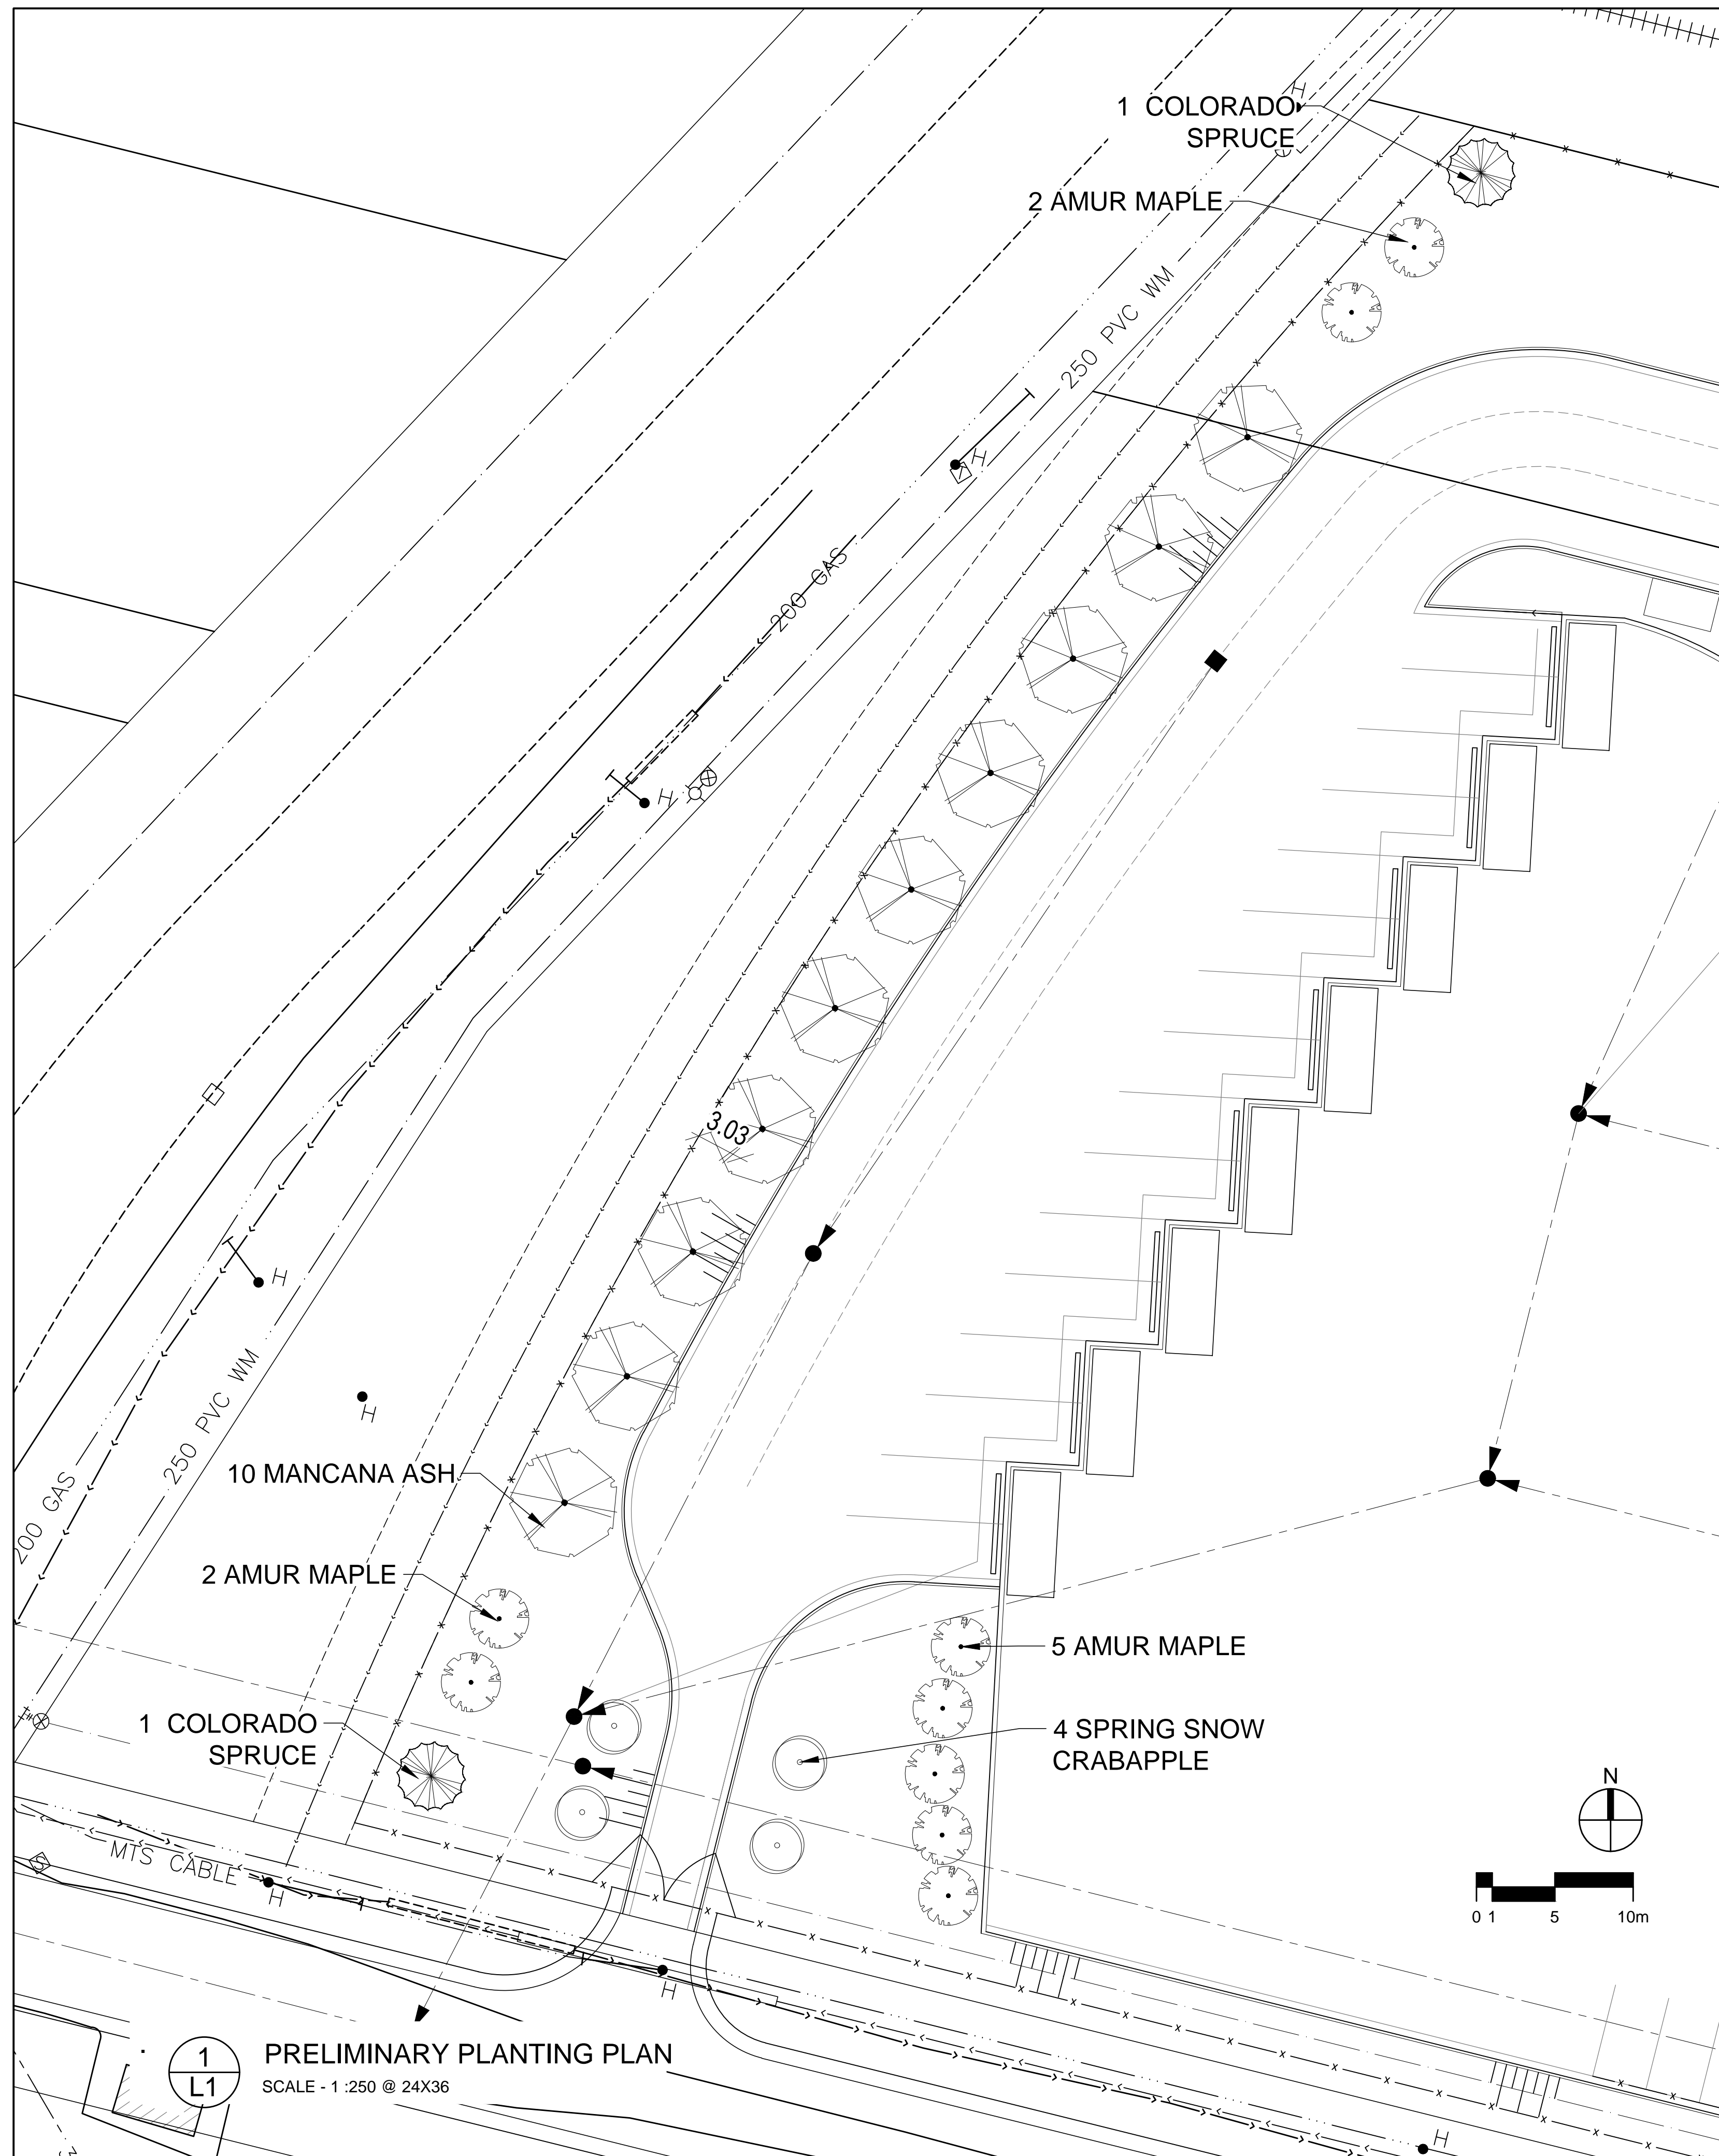 H
1 COLORADO
SPRUCE
2 AMUR MAPLE
250 PVC WM
H
200 GAS
H
3.03
H
250 PVC WM
H
10 MANCANA ASH
200 GAS
2 AMUR MAPLE
5 AMUR MAPLE
1 COLORADO
SPRUCE
4 SPRING SNOW
CRABAPPLE
N
MTS CABLE
S
H
0 1 5 10m
H
1
L1
PRELIMINARY PLANTING PLAN
SCALE - 1 :250 @ 24X36
H